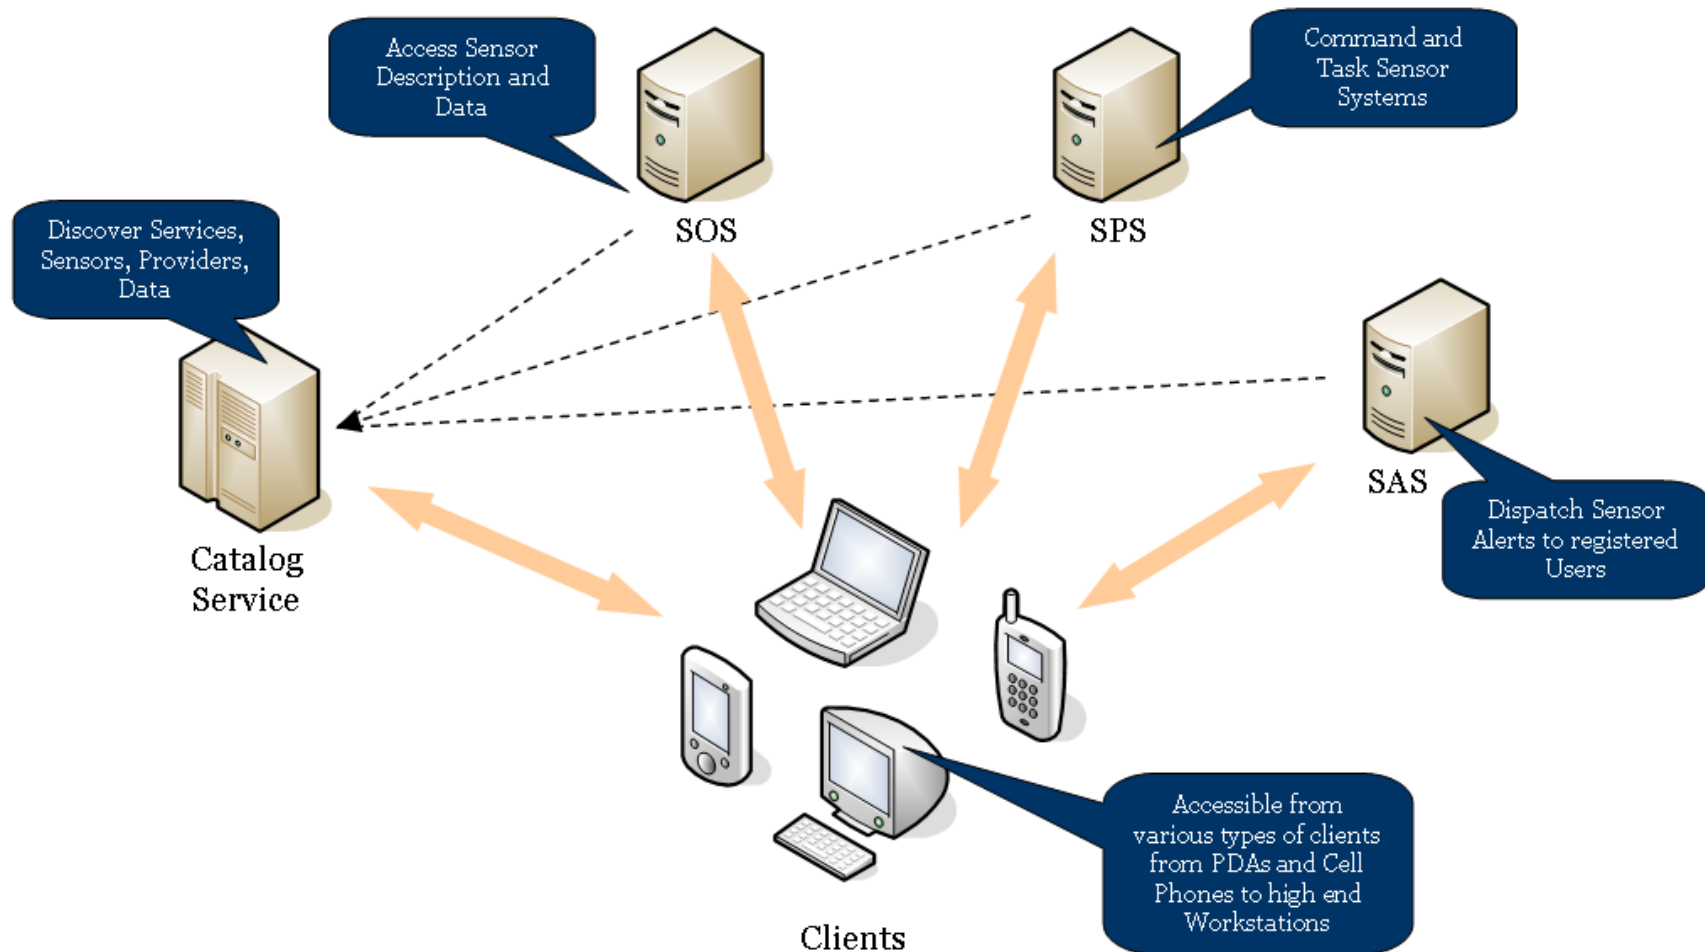 Access Sensor
Description and
Data
Command and
Task Sensor
Systems
SOS
SPS
Discover Services,
Sensors, Providers,
Data
SAS
Dispatch Sensor
Alerts to registered
Users
Catalog
Service
Accessible from
various types of clients
from PDAs and Cell
Phones to high end
Workstations
Clients